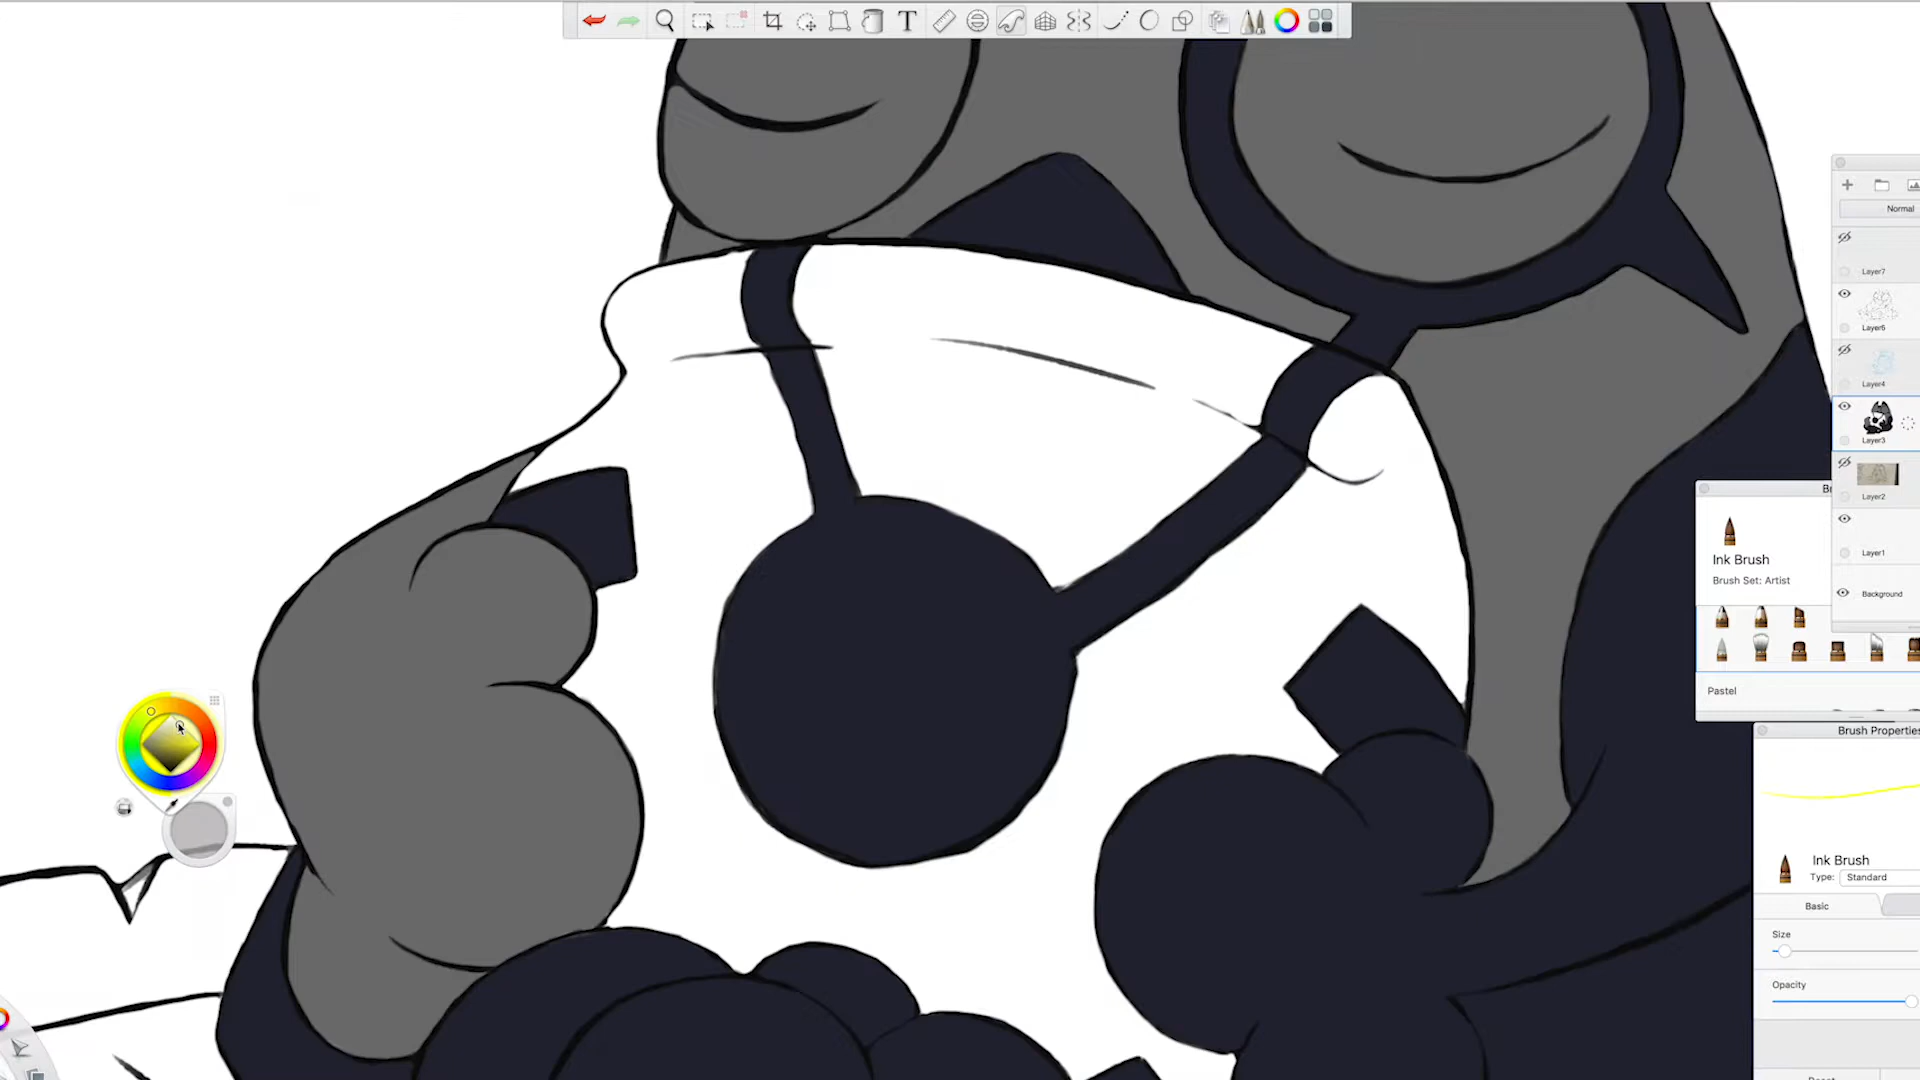 T
Normal
Layer7
Layer6
Layer4
Layer3
Layer2
Layer1
Background
Ink Brush
Brush Set: Artist
Pastel
Brush Properties
Ink Brush
Type: Standard
Basic
Size
Opacity